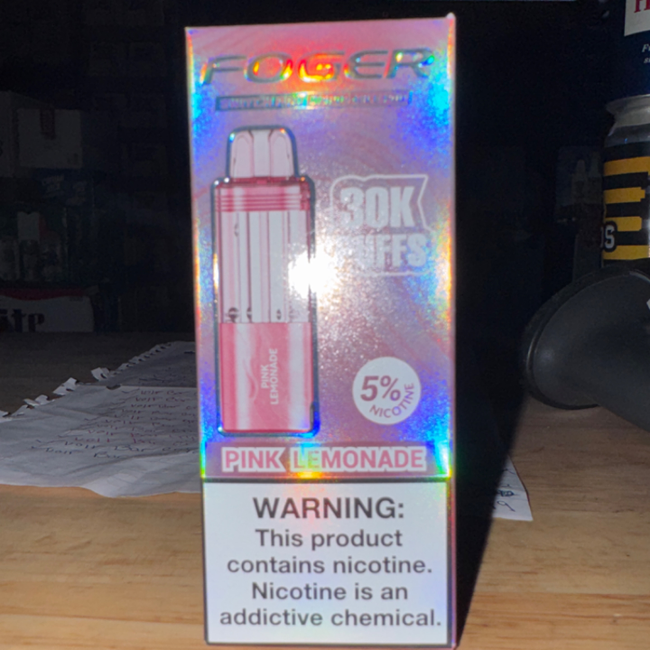 FOGER
30K
PUFFS
PINK
LEMONADE
5%
NICOTINE
PINK LEMONADE
WARNING:
This product
contains nicotine.
Nicotine is an
addictive chemical.